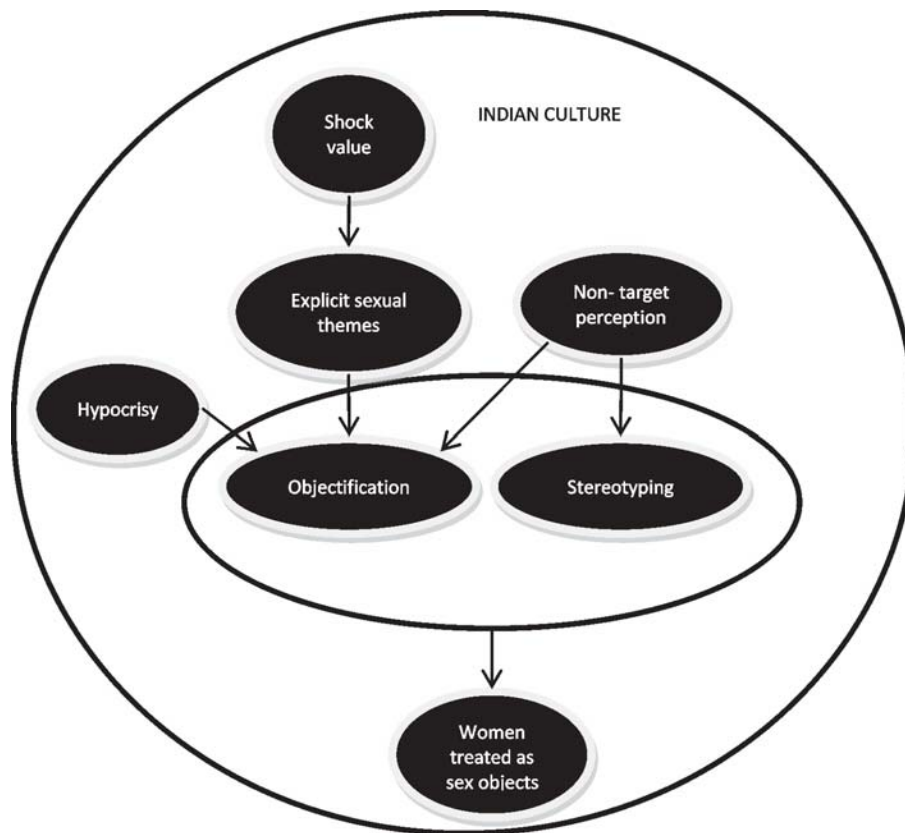 Shock
value
INDIAN CULTURE
Explicit sexual
themes
Non- target
perception
Hypocrisy
Objectification
Stereotyping
Women
treated as
sex objects